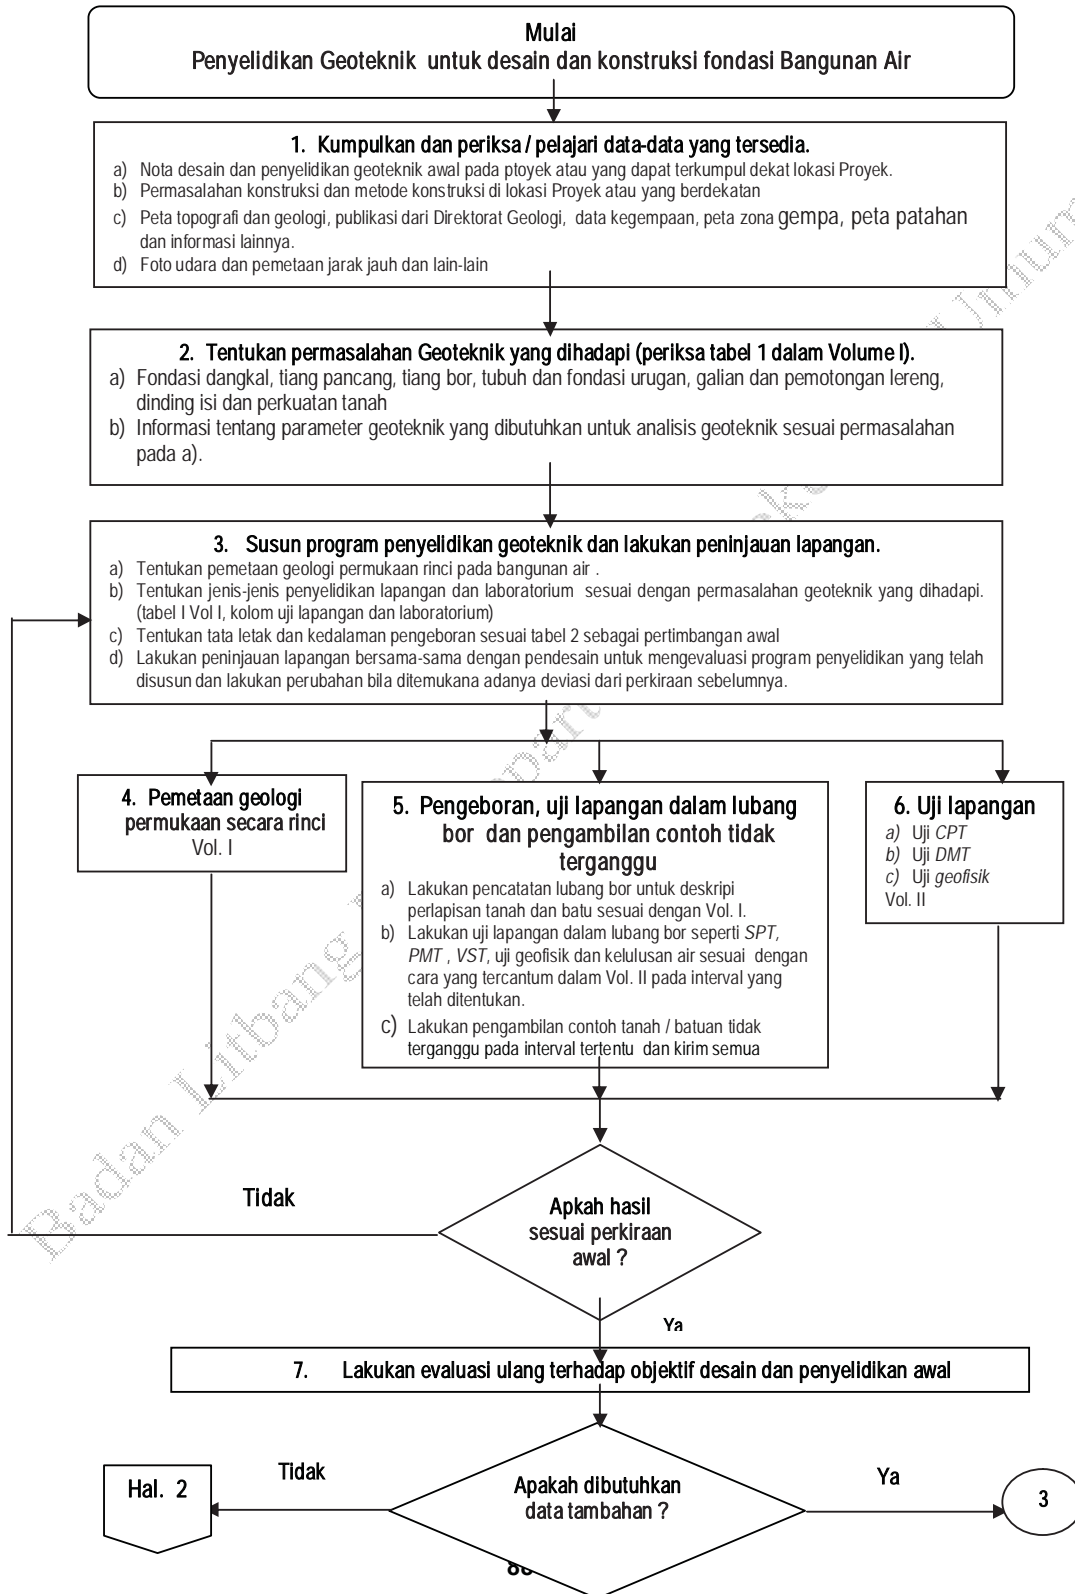 Mulai
Penyelidikan Geoteknik untuk desain dan konstruksi fondasi Bangunan Air
1. Kumpulkan dan periksa / pelajari data-data yang tersedia.
a) Nota desain dan penyelidikan geoteknik awal pada ptoyek atau yang dapat terkumpul dekat lokasi Proyek.
b) Permasalahan konstruksi dan metode konstruksi di lokasi Proyek atau yang berdekatan
c) Peta topografi dan geologi, publikasi dari Direktorat Geologi, data kegempaan, peta zona gempa, peta patahan
dan informasi lainnya.
d) Foto udara dan pemetaan jarak jauh dan lain-lain
2. Tentukan permasalahan Geoteknik yang dihadapi (periksa tabel 1 dalam Volume I).
a) Fondasi dangkal, tiang pancang, tiang bor, tubuh dan fondasi urugan, galian dan pemotongan lereng,
dinding isi dan perkuatan tanah
b) Informasi tentang parameter geoteknik yang dibutuhkan untuk analisis geoteknik sesuai permasalahan
pada a).
3. Susun program penyelidikan geoteknik dan lakukan peninjauan lapangan.
a) Tentukan pemetaan geologi permukaan rinci pada bangunan air .
b) Tentukan jenis-jenis penyelidikan lapangan dan laboratorium sesuai dengan permasalahan geoteknik yang dihadapi.
(tabel I Vol I, kolom uji lapangan dan laboratorium)
c) Tentukan tata letak dan kedalaman pengeboran sesuai tabel 2 sebagai pertimbangan awal
d) Lakukan peninjauan lapangan bersama-sama dengan pendesain untuk mengevaluasi program penyelidikan yang telah
disusun dan lakukan perubahan bila ditemukana adanya deviasi dari perkiraan sebelumnya.
4. Pemetaan geologi
permukaan secara rinci
Vol. I
5. Pengeboran, uji lapangan dalam lubang
bor dan pengambilan contoh tidak
terganggu
a) Lakukan pencatatan lubang bor untuk deskripi
perlapisan tanah dan batu sesuai dengan Vol. I.
b) Lakukan uji lapangan dalam lubang bor seperti SPT,
PMT , VST, uji geofisik dan kelulusan air sesuai dengan
cara yang tercantum dalam Vol. II pada interval yang
telah ditentukan.
c) Lakukan pengambilan contoh tanah / batuan tidak
terganggu pada interval tertentu dan kirim semua
6. Uji lapangan
a) Uji CPT
b) Uji DMT
c) Uji geofisik
Vol. II
Tidak
Apkah hasil
sesuai perkiraan
awal ?
Ya
7. Lakukan evaluasi ulang terhadap objektif desain dan penyelidikan awal
Hal. 2
Tidak
Apakah dibutuhkan
data tambahan ?
Ya
3
Badan Litbang